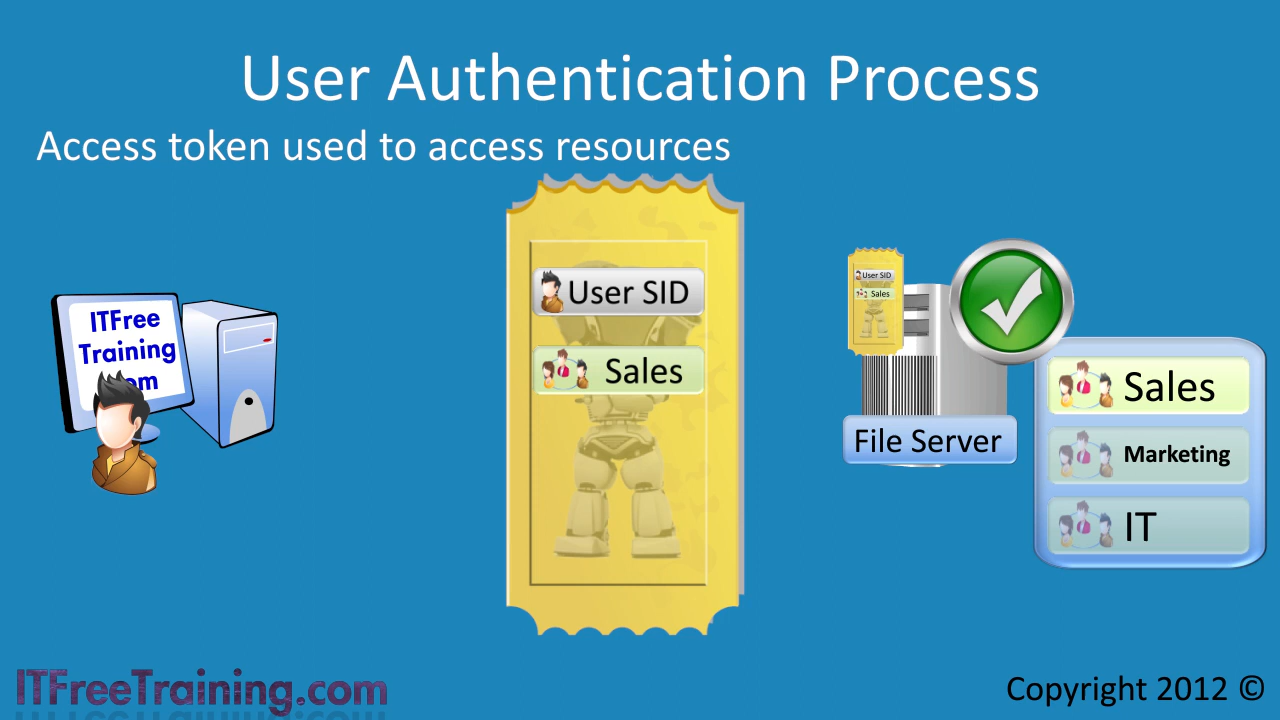 User Authentication Process
Access token used to access resources
ITFree
Training
om
User SID
Sales
User SID
Sales
File Server
Sales
Marketing
IT
ITFreeTraining.com
Copyright 2012 ©